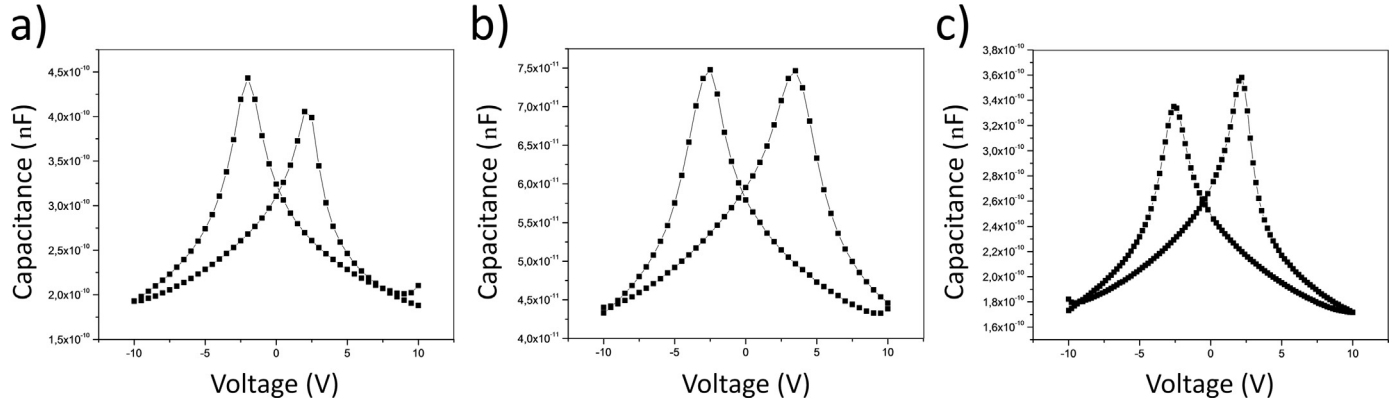 a)
Capacitance (nF)
4,5x10⁻¹⁰
4,0x10⁻¹⁰
3,5x10⁻¹⁰
3,0x10⁻¹⁰
2,5x10⁻¹⁰
2,0x10⁻¹⁰
1,5x10⁻¹⁰
-10 -5 0 5 10
Voltage (V)
b)
Capacitance (nF)
7,5x10⁻¹¹
7,0x10⁻¹¹
6,5x10⁻¹¹
6,0x10⁻¹¹
5,5x10⁻¹¹
5,0x10⁻¹¹
4,5x10⁻¹¹
4,0x10⁻¹¹
-10 -5 0 5 10
Voltage (V)
c)
Capacitance (nF)
3,8x10⁻¹⁰
3,6x10⁻¹⁰
3,4x10⁻¹⁰
3,2x10⁻¹⁰
3,0x10⁻¹⁰
2,8x10⁻¹⁰
2,6x10⁻¹⁰
2,4x10⁻¹⁰
2,2x10⁻¹⁰
2,0x10⁻¹⁰
1,8x10⁻¹⁰
1,6x10⁻¹⁰
-10 -5 0 5 10
Voltage (V)